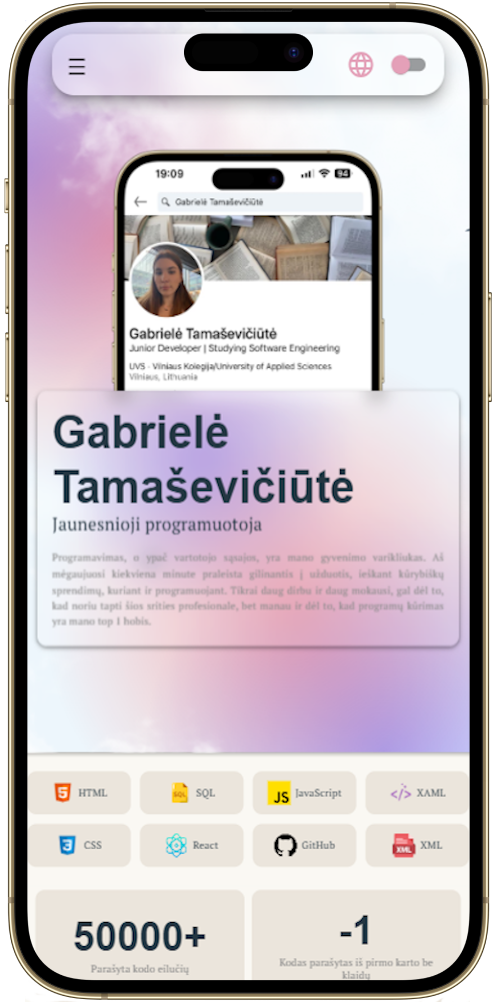 19:09
94
Gabrielė Tamaševičiūtė
Gabrielė Tamaševičiūtė
Junior Developer | Studying Software Engineering
UVS - Vilniaus Kolegija/University of Applied Sciences
Vilniaus, Lithuania
Gabrielė
Tamaševičiūtė
Jaunesnioji programuotoja
Programavimas, o ypač vartotojo sąsajos, yra mano gyvenimo varikliukas. Aš
mėgaujuosi kiekviena minute praleista gilinantis į užduotis, ieškant kūrybiškų
sprendimų, kuriant ir programuojant. Tikrai daug dirbu ir daug mokausi, gal dėl to,
kad noriu tapti šios srities profesionale, bet manau ir dėl to, kad programų kūrimas
yra mano top 1 hobis.
HTML
SQL
JS JavaScript
XAML
CSS
React
GitHub
XML XML
50000+
Parašyta kodo eilučių
-1
Kodas parašytas iš pirmo karto be
klaidų